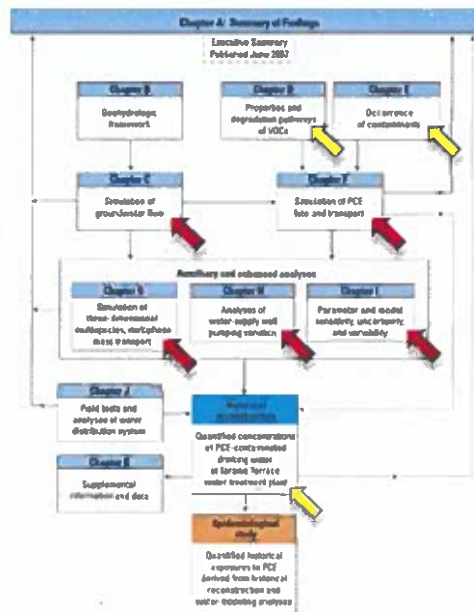 Chapter A: Summary of Findings
Executive Summary
Published June 2007
Chapter B
Geohydrologic
framework
Chapter D
Properties and
degradation pathways
of VOCs
Chapter E
Occurrence
of contaminants
Chapter C
Simulation of
groundwater flow
Chapter F
Simulation of PCE
fate and transport
Auxiliary and enhanced analyses
Chapter G
Simulation of
three-dimensional
multispecies, multiphase
mass transport
Chapter H
Analyses of
water-supply well
pumping variation
Chapter I
Parameter and model
sensitivity, uncertainty,
and variability
Chapter J
Field tests and
analyses of water
distribution system
Historical
reconstruction
Quantified concentrations
of PCE-contaminated
drinking water
at Tarawa Terrace
water treatment plant
Chapter K
Supplemental
information and data
Epidemiological
study
Quantified historical
exposures to PCE
derived from historical
reconstruction and
water-modeling analyses